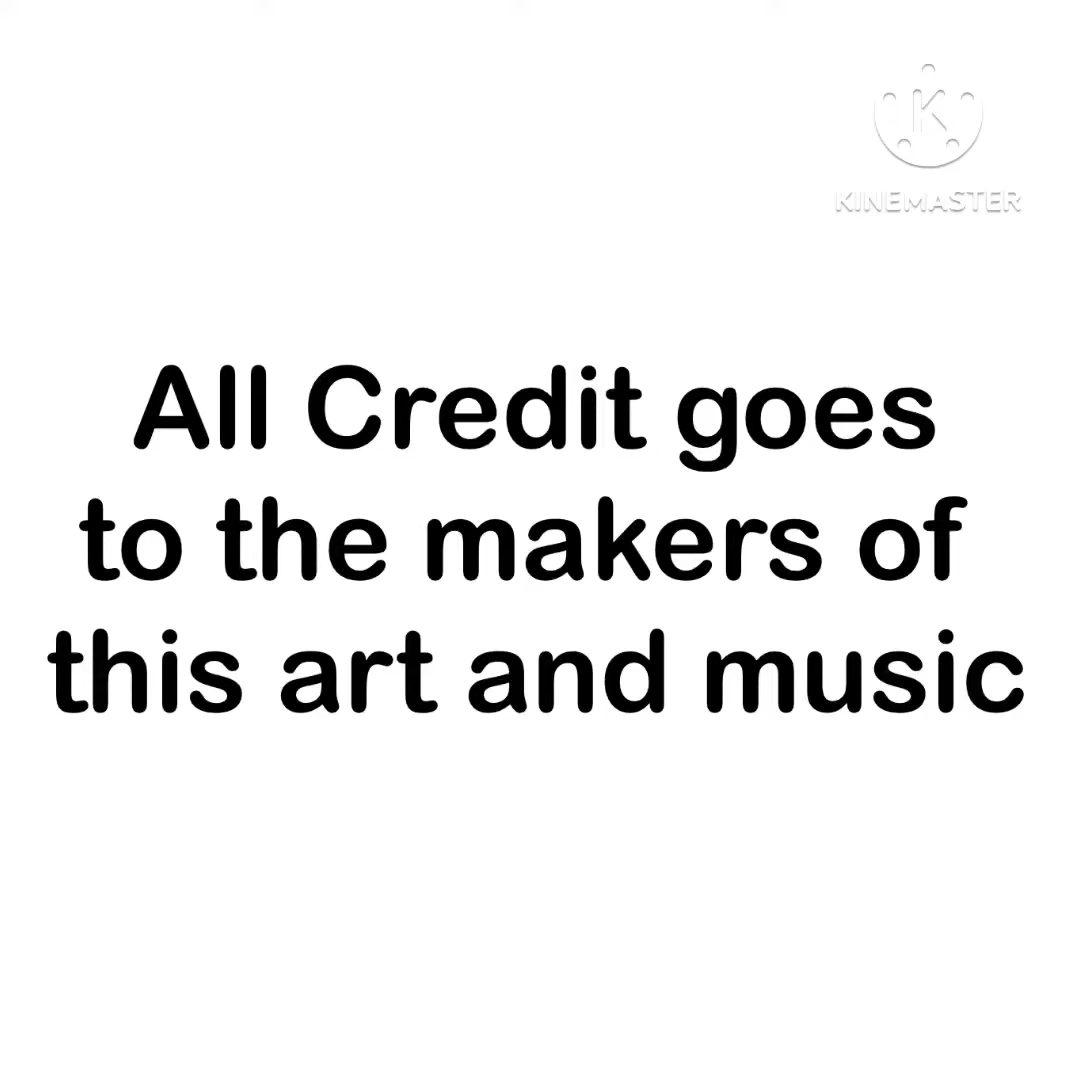 KINEMASTER
All Credit goes
to the makers of
this art and music